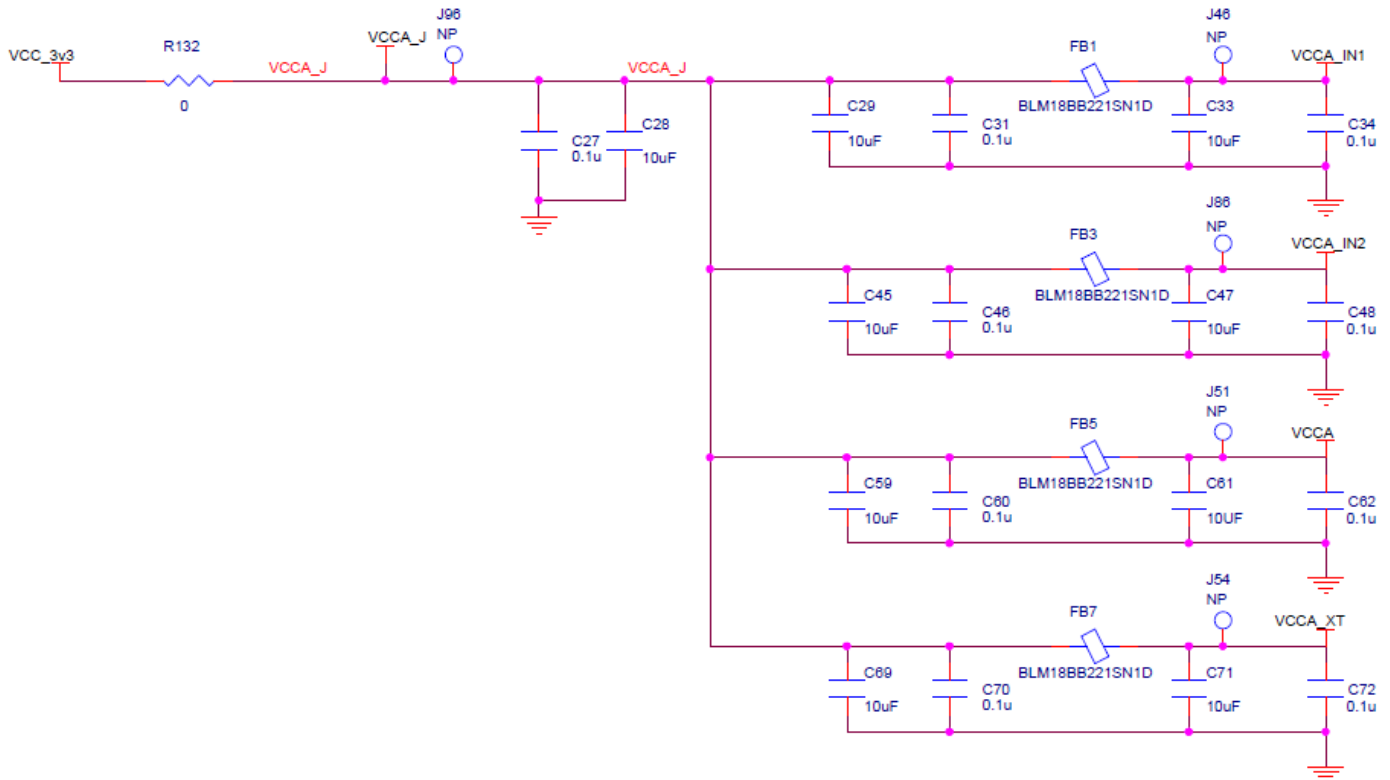 VCC_3v3
R132
0
VCCA_J
VCCA_J
J96
NP
VCCA_J
C27
0.1u
C28
10uF
C29
10uF
C31
0.1u
FB1
BLM18BB221SN1D
J46
NP
C33
10uF
VCCA_IN1
C34
0.1u
C45
10uF
C46
0.1u
FB3
BLM18BB221SN1D
J86
NP
C47
10uF
VCCA_IN2
C48
0.1u
C59
10uF
C60
0.1u
FB5
BLM18BB221SN1D
J51
NP
C61
10UF
VCCA
C62
0.1u
C69
10uF
C70
0.1u
FB7
BLM18BB221SN1D
J54
NP
C71
10uF
VCCA_XT
C72
0.1u